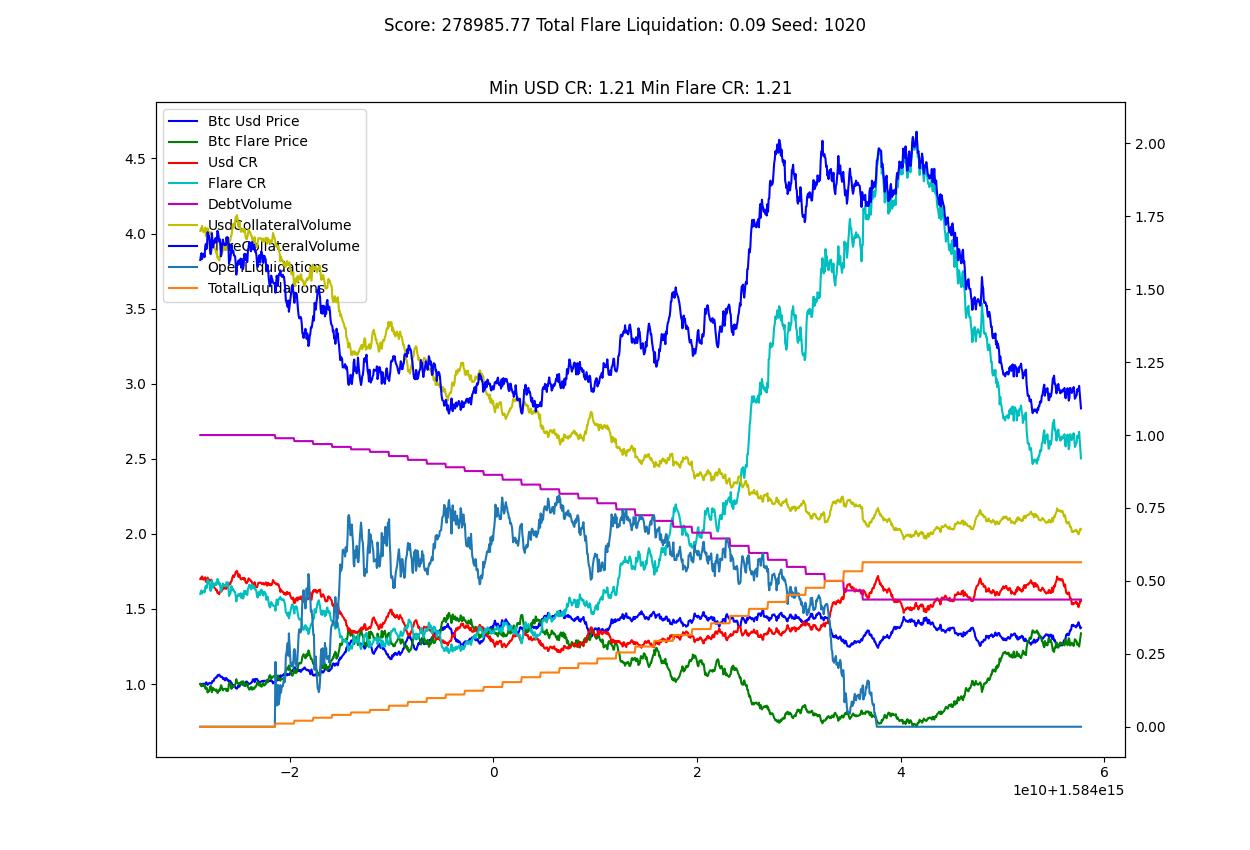 Score: 278985.77 Total Flare Liquidation: 0.09 Seed: 1020
Min USD CR: 1.21 Min Flare CR: 1.21
Btc Usd Price
Btc Flare Price
Usd CR
Flare CR
DebtVolume
UsdCollateralVolume
FlareCollateralVolume
OpenLiquidations
TotalLiquidations
4.5
4.0
3.5
3.0
2.5
2.0
1.5
1.0
2.00
1.75
1.50
1.25
1.00
0.75
0.50
0.25
0.00
−2 0 2 4 6
1e10+1.584e15